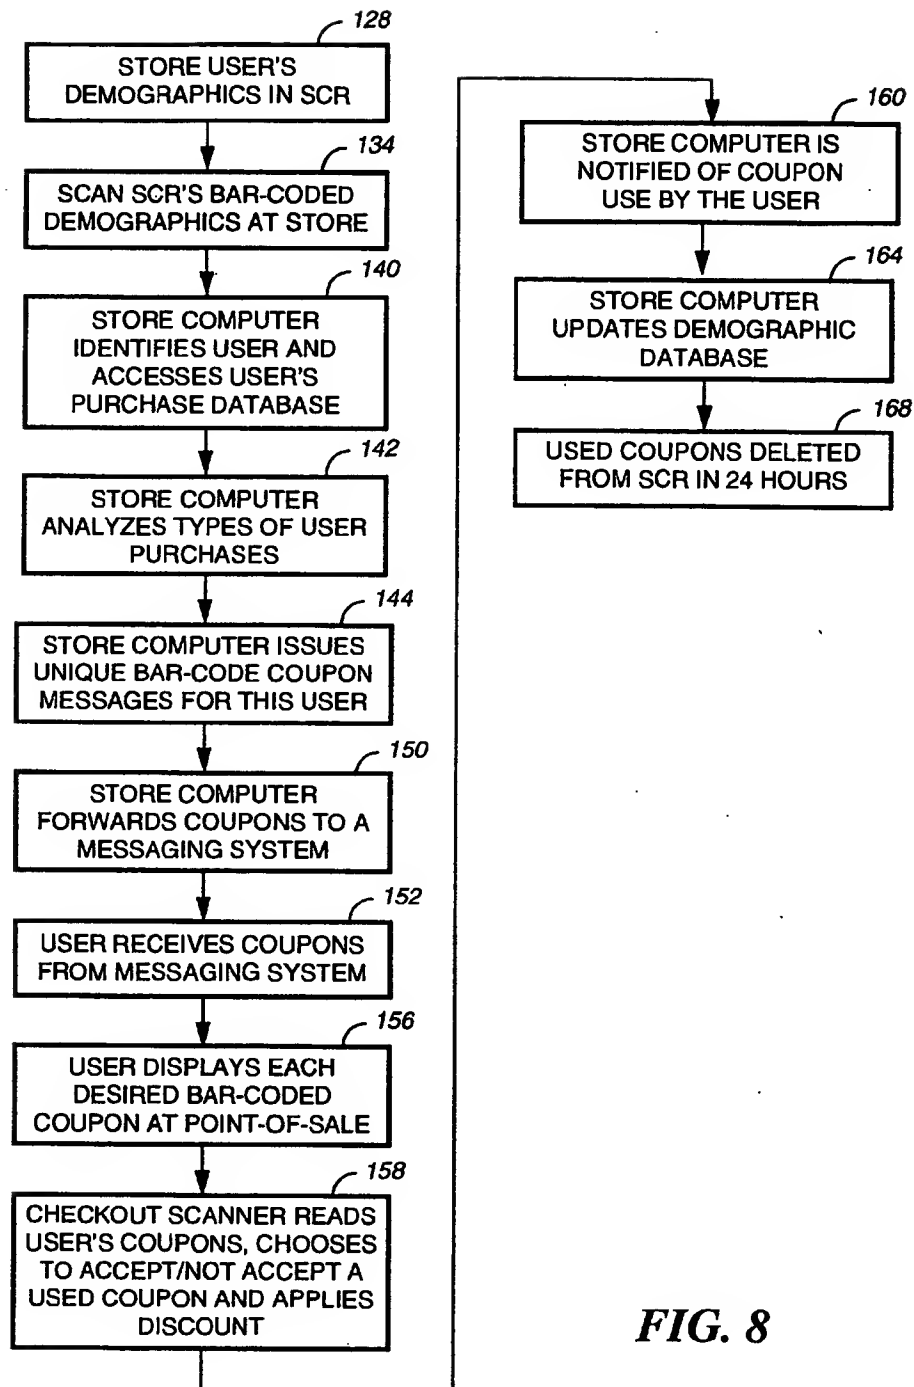 128
STORE USER'S
DEMOGRAPHICS IN SCR
134
SCAN SCR'S BAR-CODED
DEMOGRAPHICS AT STORE
140
STORE COMPUTER
IDENTIFIES USER AND
ACCESSES USER'S
PURCHASE DATABASE
142
STORE COMPUTER
ANALYZES TYPES OF USER
PURCHASES
144
STORE COMPUTER ISSUES
UNIQUE BAR-CODE COUPON
MESSAGES FOR THIS USER
150
STORE COMPUTER
FORWARDS COUPONS TO A
MESSAGING SYSTEM
152
USER RECEIVES COUPONS
FROM MESSAGING SYSTEM
156
USER DISPLAYS EACH
DESIRED BAR-CODED
COUPON AT POINT-OF-SALE
158
CHECKOUT SCANNER READS
USER'S COUPONS, CHOOSES
TO ACCEPT/NOT ACCEPT A
USED COUPON AND APPLIES
DISCOUNT
160
STORE COMPUTER IS
NOTIFIED OF COUPON
USE BY THE USER
164
STORE COMPUTER
UPDATES DEMOGRAPHIC
DATABASE
168
USED COUPONS DELETED
FROM SCR IN 24 HOURS
FIG. 8